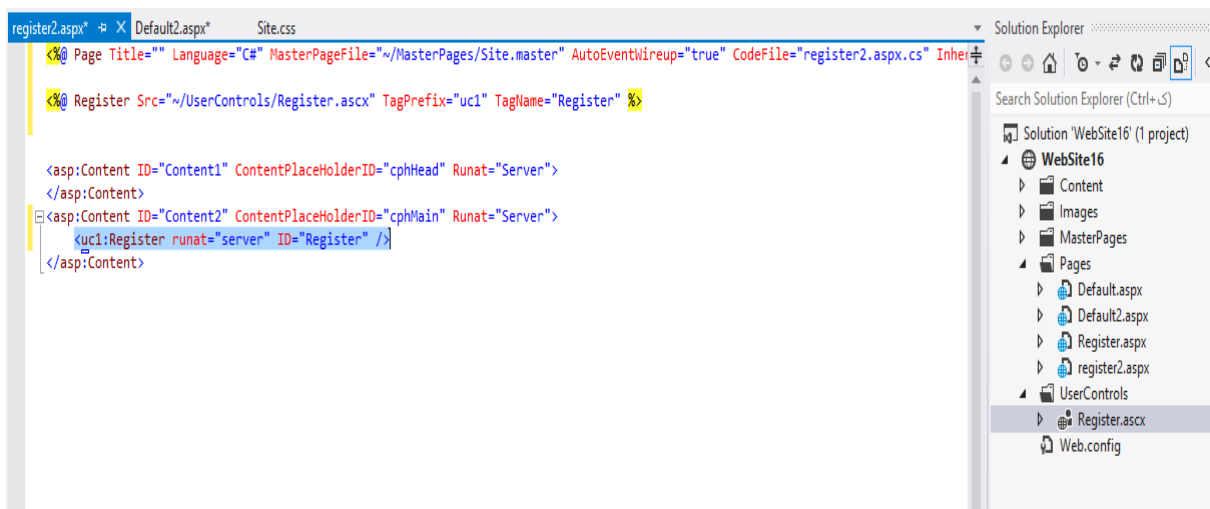 register2.aspx* Default2.aspx* Site.css
<%@ Page Title="" Language="C#" MasterPageFile="~/MasterPages/Site.master" AutoEventWireup="true" CodeFile="register2.aspx.cs" Inher
<%@ Register Src="~/UserControls/Register.ascx" TagPrefix="uc1" TagName="Register" %>
<asp:Content ID="Content1" ContentPlaceHolderID="cphHead" Runat="Server">
</asp:Content>
<asp:Content ID="Content2" ContentPlaceHolderID="cphMain" Runat="Server">
<uc1:Register runat="server" ID="Register" />
</asp:Content>
Solution Explorer
Search Solution Explorer (Ctrl+ک)
Solution 'WebSite16' (1 project)
WebSite16
Content
Images
MasterPages
Pages
Default.aspx
Default2.aspx
Register.aspx
register2.aspx
UserControls
Register.ascx
Web.config